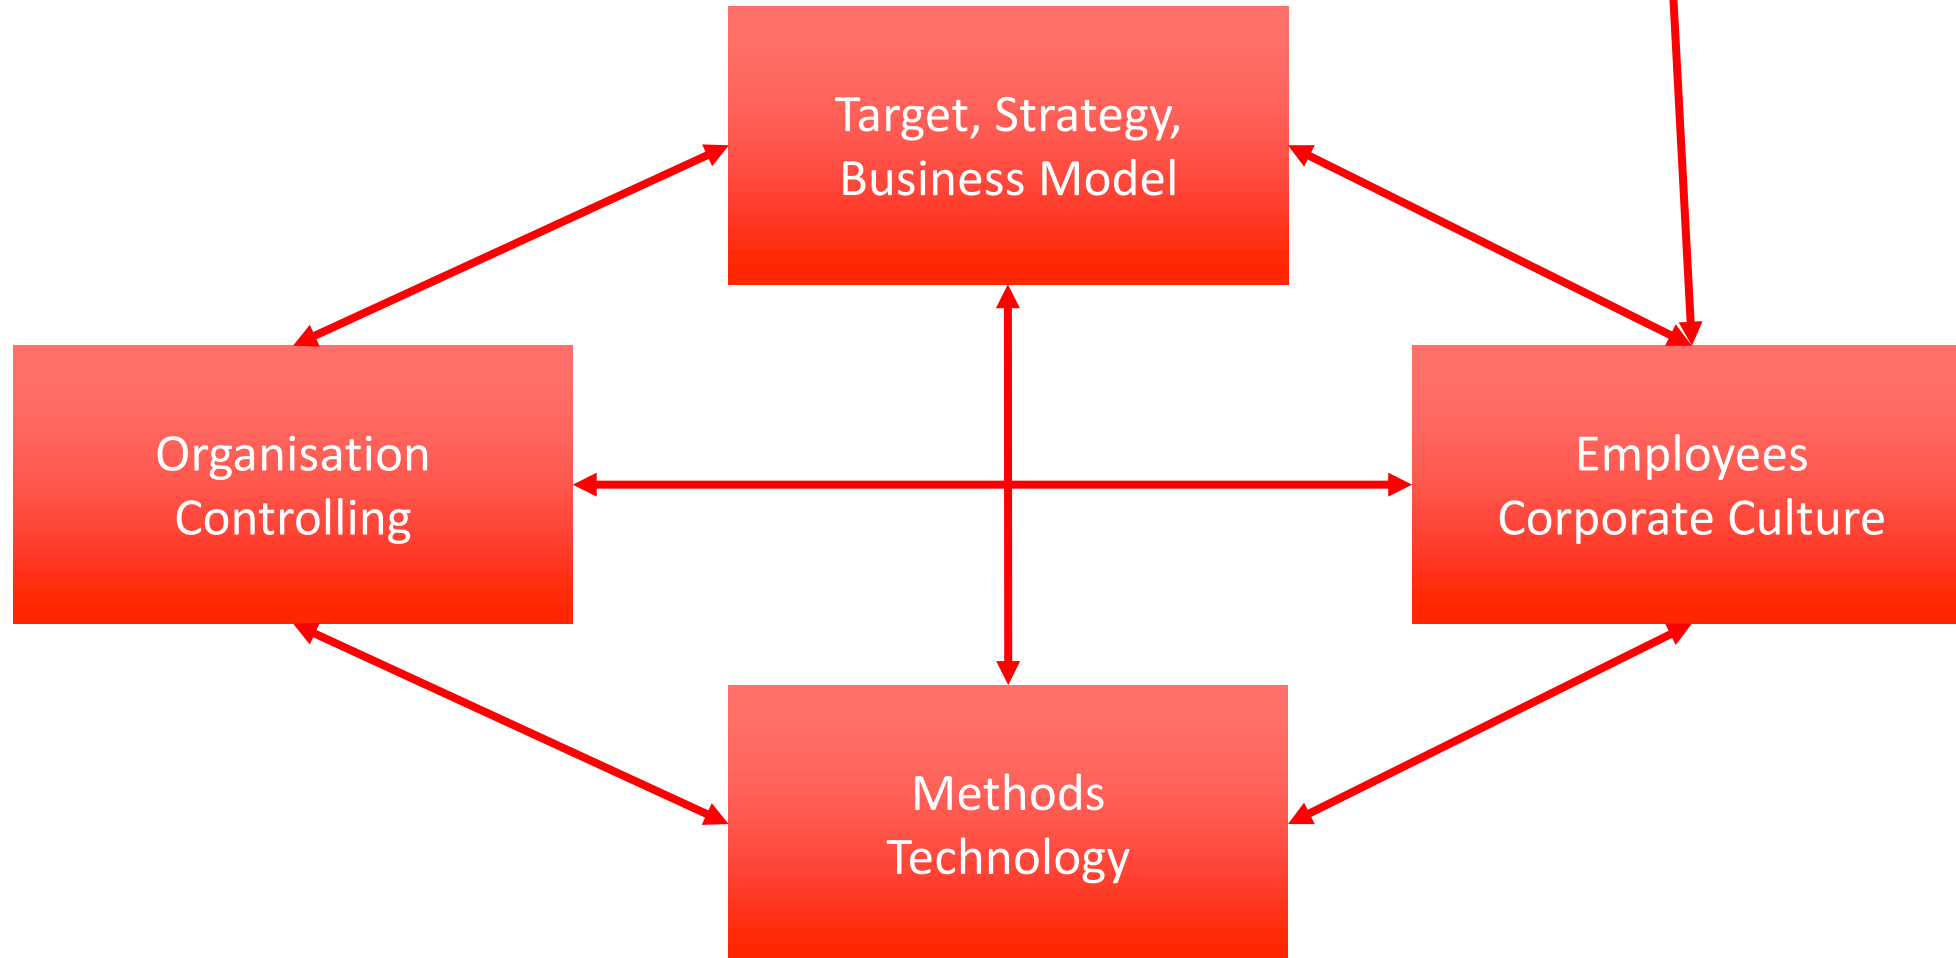 Target, Strategy,
Business Model
Organisation
Controlling
Employees
Corporate Culture
Methods
Technology